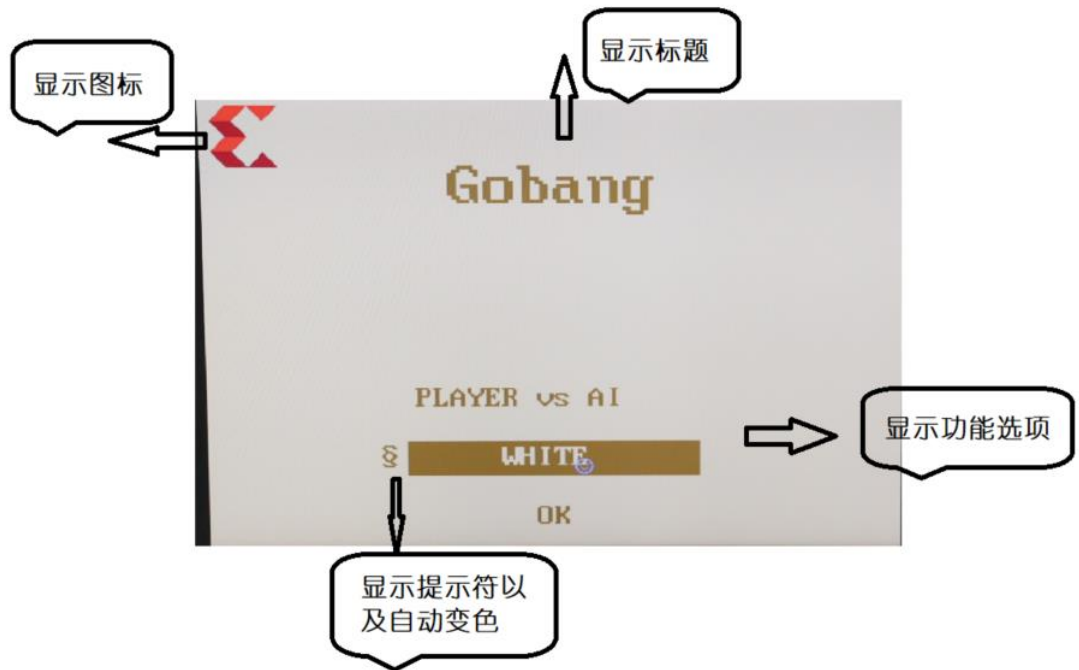 显示标题
显示图标
Gobang
PLAYER vs AI
显示功能选项
§ WHITE
OK
显示提示符以
及自动变色